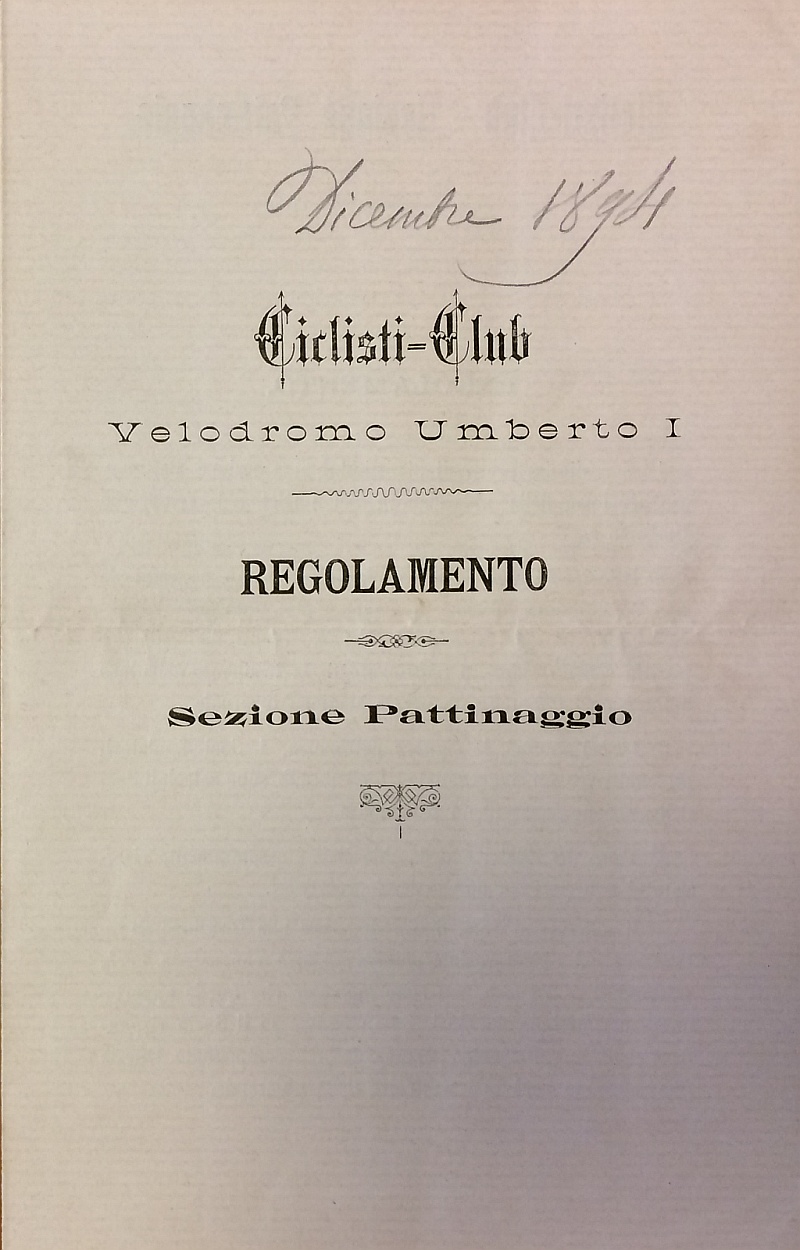 Dicembre 1894
Ciclisti-Club
Velodromo Umberto I
REGOLAMENTO
Sezione Pattinaggio